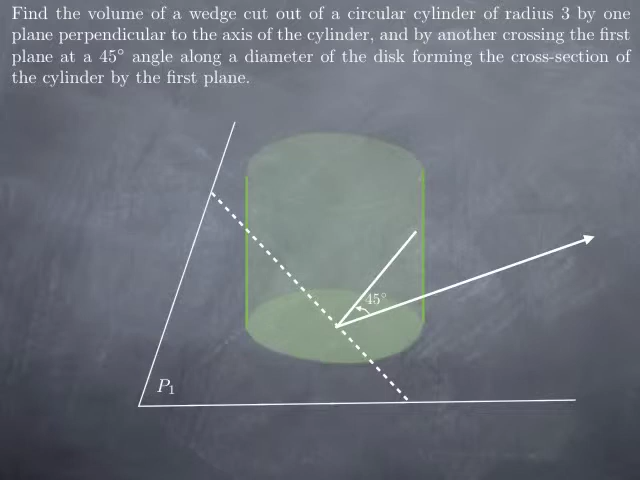 Find the volume of a wedge cut out of a circular cylinder of radius 3 by one
plane perpendicular to the axis of the cylinder, and by another crossing the first
plane at a 45° angle along a diameter of the disk forming the cross-section of
the cylinder by the first plane.
45°
P₁